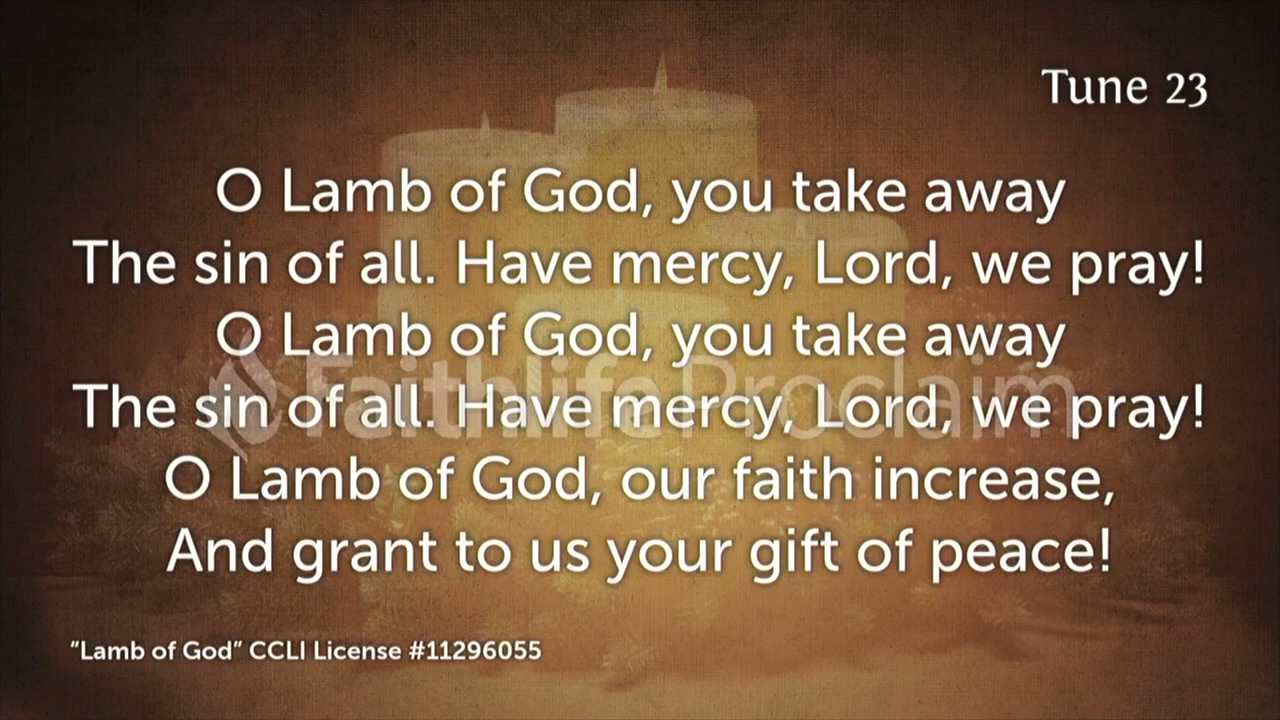 Tune 23
O Lamb of God, you take away
The sin of all. Have mercy, Lord, we pray!
O Lamb of God, you take away
Faithlife Proclaim
The sin of all. Have mercy, Lord, we pray!
O Lamb of God, our faith increase,
And grant to us your gift of peace!
“Lamb of God” CCLI License #11296055